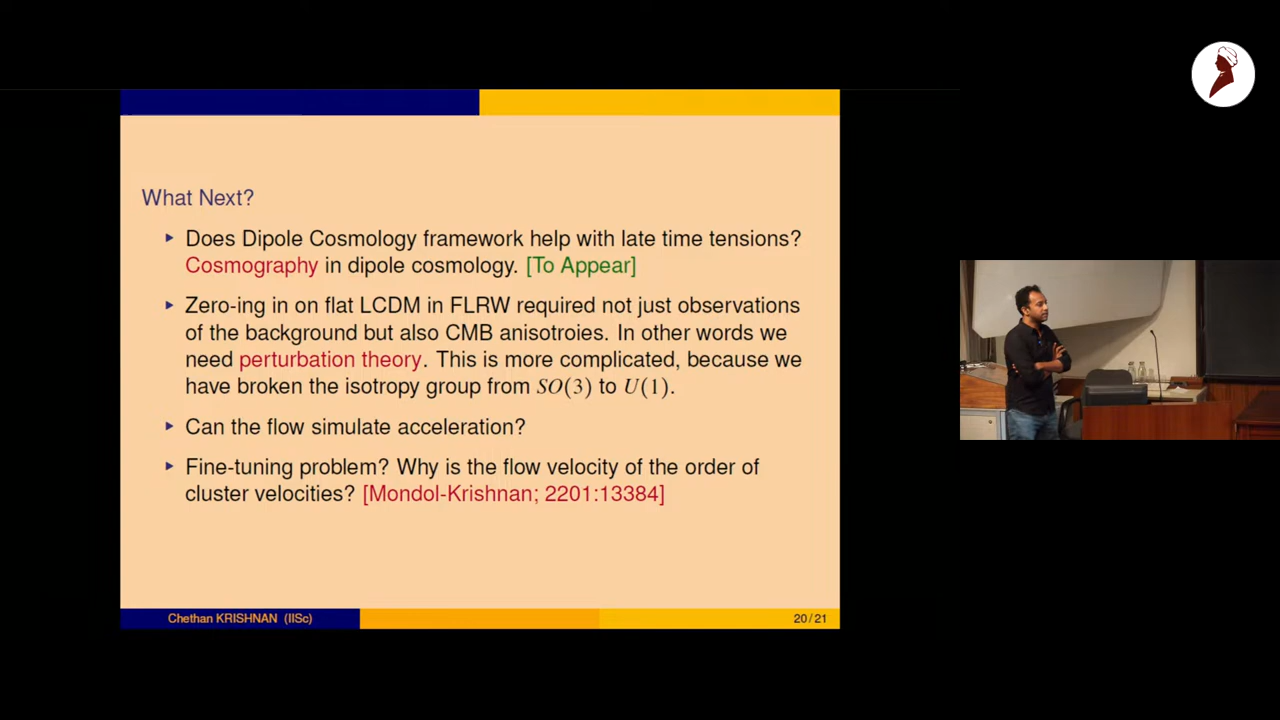 What Next?
Does Dipole Cosmology framework help with late time tensions?
Cosmography in dipole cosmology. [To Appear]
Zero-ing in on flat LCDM in FLRW required not just observations
of the background but also CMB anisotroies. In other words we
need perturbation theory. This is more complicated, because we
have broken the isotropy group from SO(3) to U(1).
Can the flow simulate acceleration?
Fine-tuning problem? Why is the flow velocity of the order of
cluster velocities? [Mondol-Krishnan; 2201:13384]
Chethan KRISHNAN (IISc)
20/21